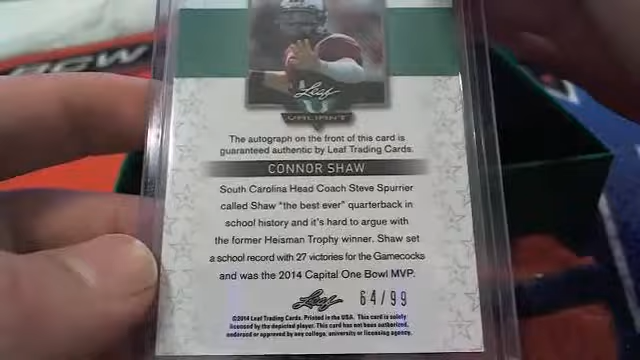 Leaf
VALIANT
The autograph on the front of this card is
guaranteed authentic by Leaf Trading Cards.
CONNOR SHAW
South Carolina Head Coach Steve Spurrier
called Shaw "the best ever" quarterback in
school history and it's hard to argue with
the former Heisman Trophy winner. Shaw set
a school record with 27 victories for the Gamecocks
and was the 2014 Capital One Bowl MVP.
Leaf 64/99
©2014 Leaf Trading Cards. Printed in the USA. This card is solely
licensed by the depicted player. This card has not been authorized,
endorsed or approved by any college, university or licensing agency.